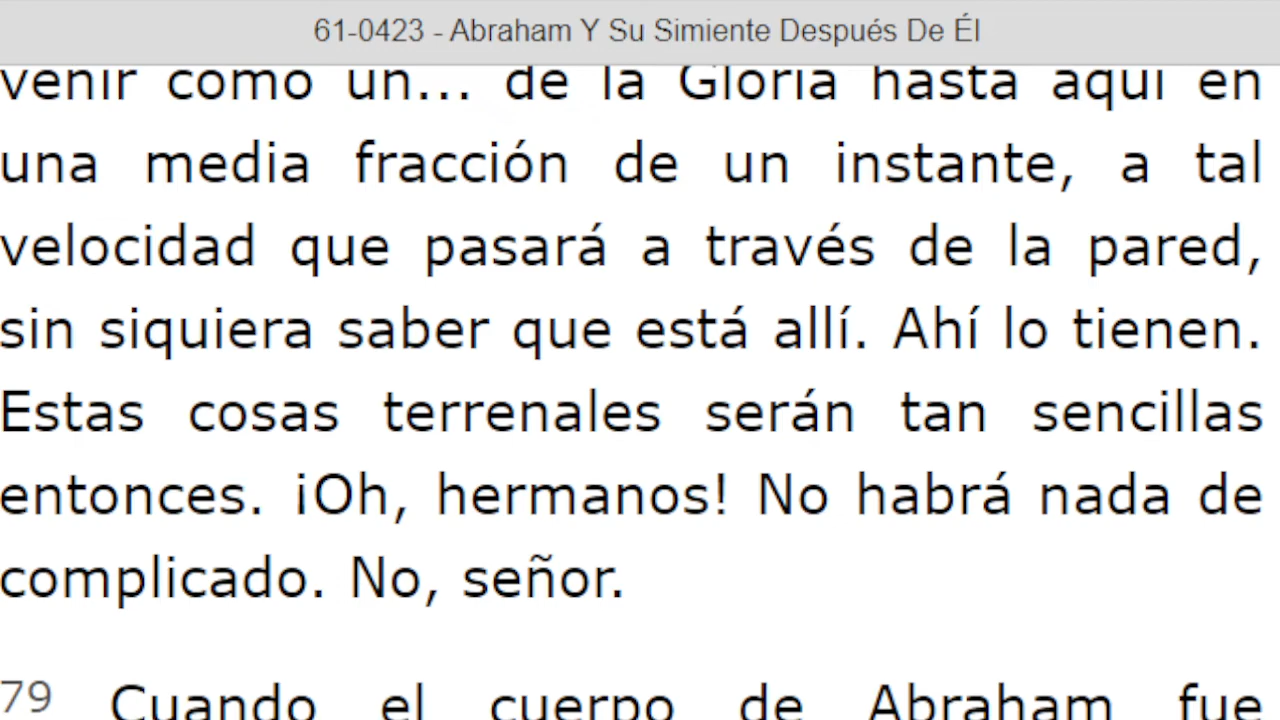 61-0423 - Abraham Y Su Simiente Después De Él
venir como un... de la Gloria hasta aquí en
una media fracción de un instante, a tal
velocidad que pasará a través de la pared,
sin siquiera saber que está allí. Ahí lo tienen.
Estas cosas terrenales serán tan sencillas
entonces. ¡Oh, hermanos! No habrá nada de
complicado. No, señor.
79 Cuando el cuerpo de Abraham fue